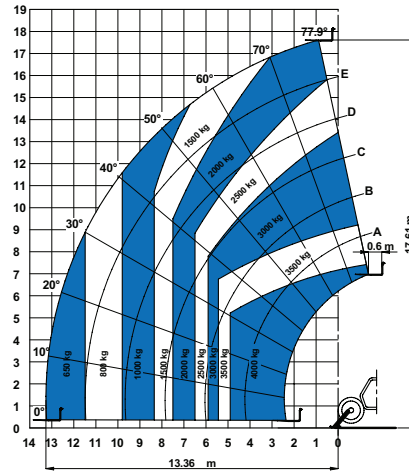 19
18
17
16
15
14
13
12
11
10
9
8
7
6
5
4
3
2
1
0
77.9°
70°
60°
50°
40°
30°
20°
10°
0°
E
D
C
B
A
1500 kg
2000 kg
2500 kg
3000 kg
3500 kg
650 kg
800 kg
1000 kg
1500 kg
2000 kg
2500 kg
3000 kg
3500 kg
4000 kg
0.6 m
17.61 m
14 13 12 11 10 9 8 7 6 5 4 3 2 1 0
13.36 m